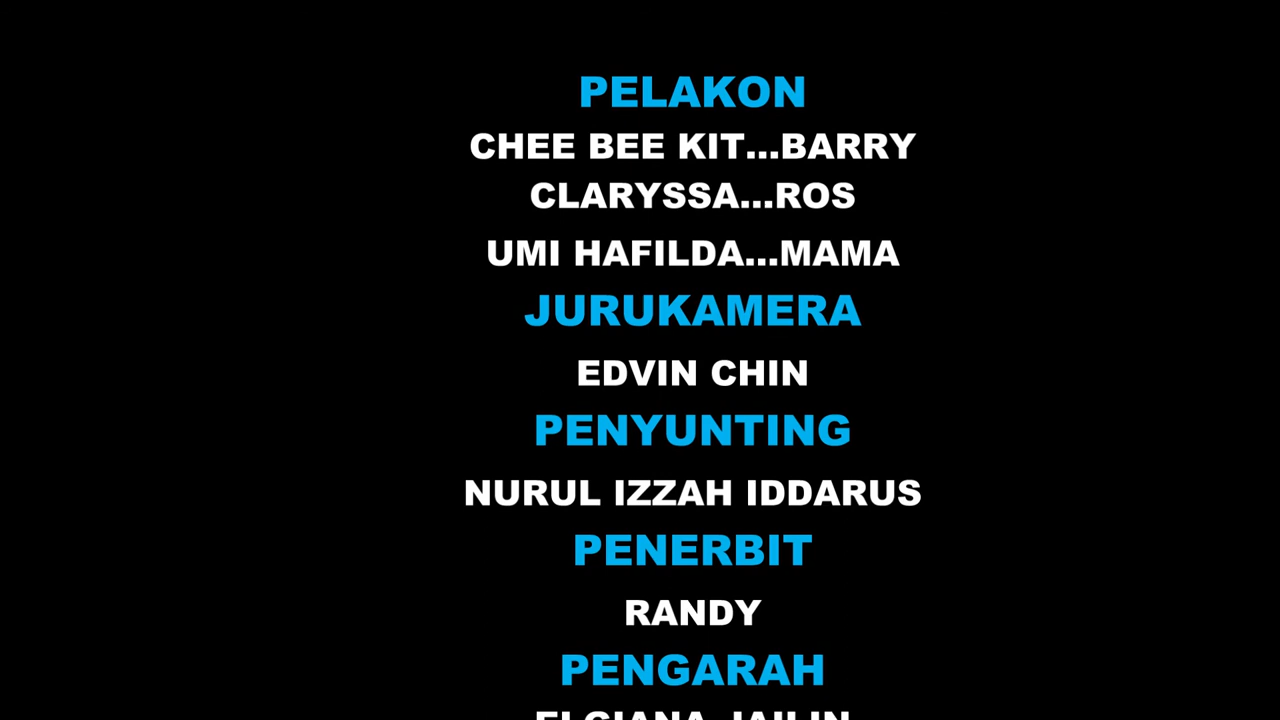 PELAKON
CHEE BEE KIT...BARRY
CLARYSSA...ROS
UMI HAFILDA...MAMA
JURUKAMERA
EDVIN CHIN
PENYUNTING
NURUL IZZAH IDDARUS
PENERBIT
RANDY
PENGARAH